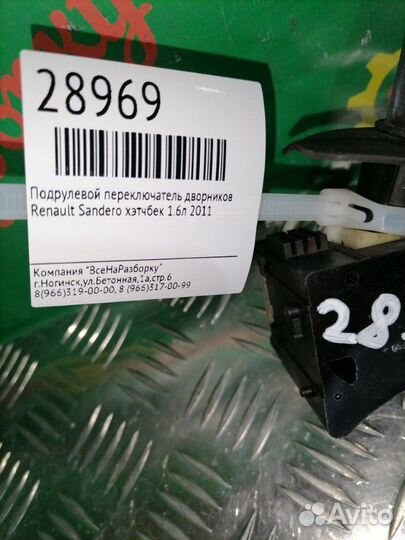 28969
Подрулевой переключатель дворников
Renault Sandero хэтчбек 1.6л 2011
Компания "ВсеНаРазборку"
г.Ногинск,ул.Бетонная,1а,стр.6
8(966)319-00-00, 8 (966)317-00-99
28
Avito